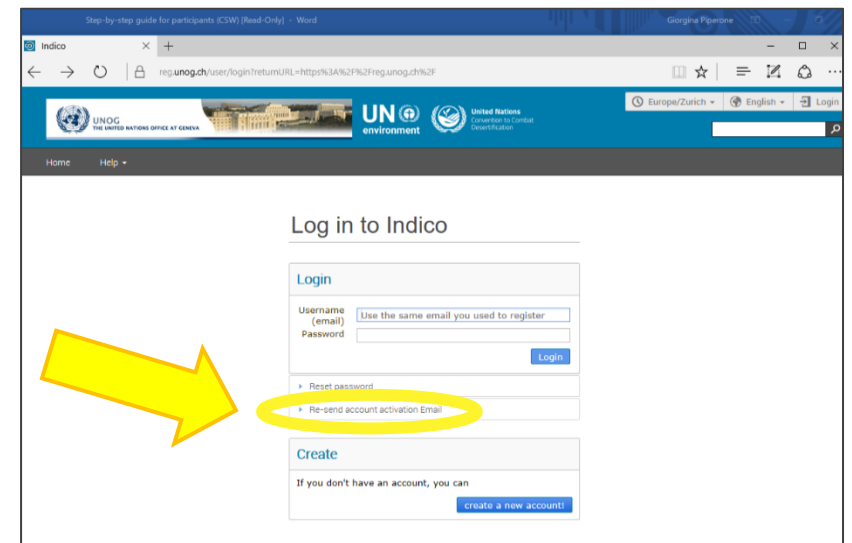 Step-by-step guide for participants (CSW) [Read-Only] - Word Giorgina Piperone
Indico
reg.unog.ch/user/login?returnURL=https%3A%2F%2Freg.unog.ch%2F
Europe/Zurich English Login
UNOG
THE UNITED NATIONS OFFICE AT GENEVA
UN
environment
United Nations
Convention to Combat
Desertification
Home Help
Log in to Indico
Login
Username
(email) Use the same email you used to register
Password
Login
Reset password
Re-send account activation Email
Create
If you don't have an account, you can
create a new account!